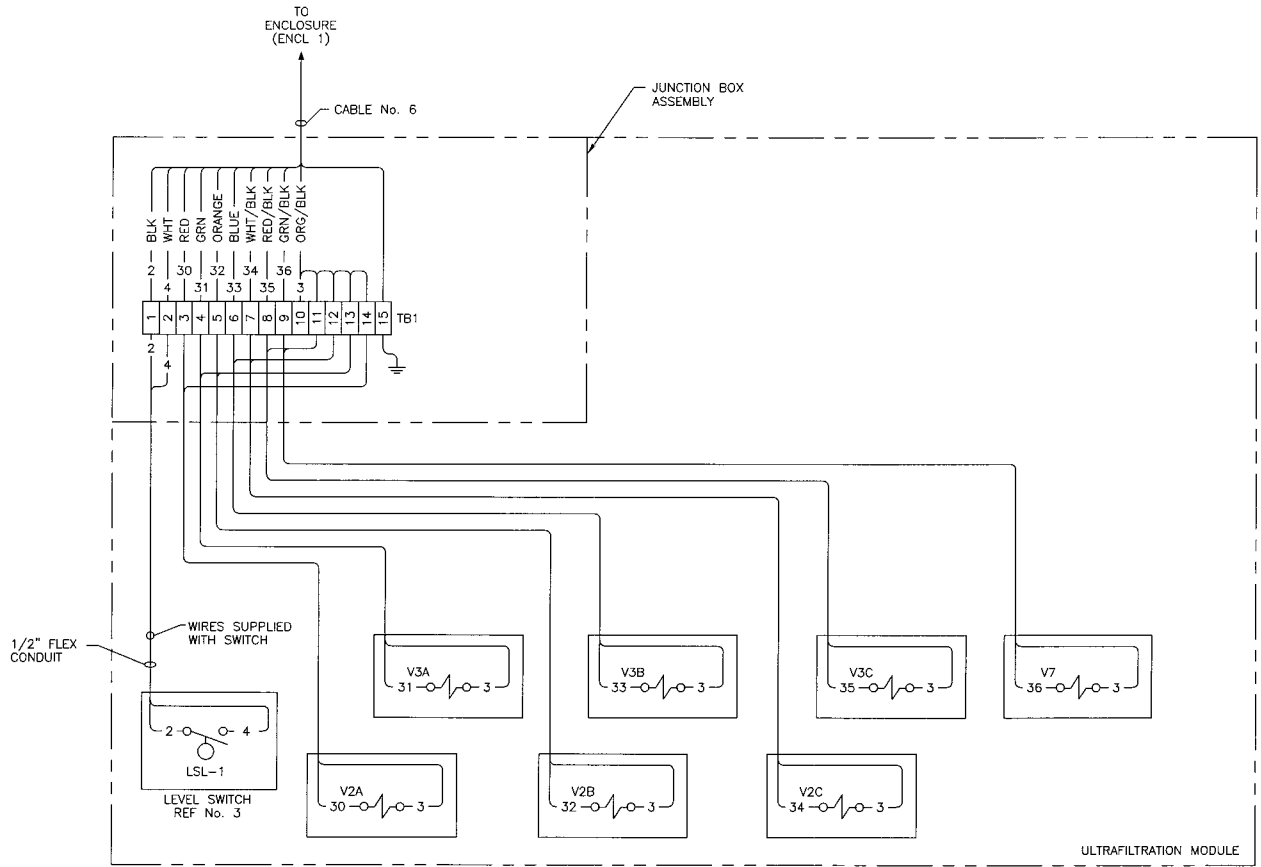 TO
ENCLOSURE
(ENCL 1)
CABLE No. 6
JUNCTION BOX
ASSEMBLY
BLK
WHT
RED
GRN
ORANGE
BLUE
WHT/BLK
RED/BLK
GRN/BLK
ORG/BLK
2 30 32 34 36
4 31 33 35 3
1 2 3 4 5 6 7 8 9 10 11 12 13 14 15 TB1
2
4
WIRES SUPPLIED
WITH SWITCH
1/2" FLEX
CONDUIT
V3A
31 3
V3B
33 3
V3C
35 3
V7
36 3
2 4
LSL-1
LEVEL SWITCH
REF No. 3
V2A
30 3
V2B
32 3
V2C
34 3
ULTRAFILTRATION MODULE